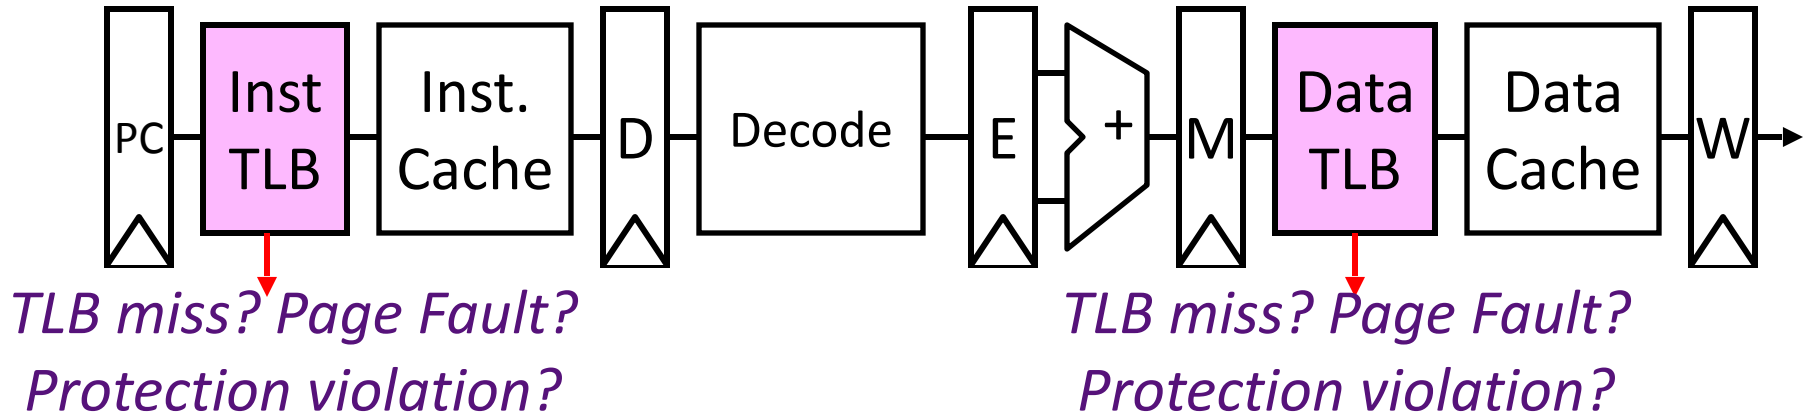 PC
Inst
TLB
Inst.
Cache
D
Decode
E
+
M
Data
TLB
Data
Cache
W
TLB miss? Page Fault?
Protection violation?
TLB miss? Page Fault?
Protection violation?